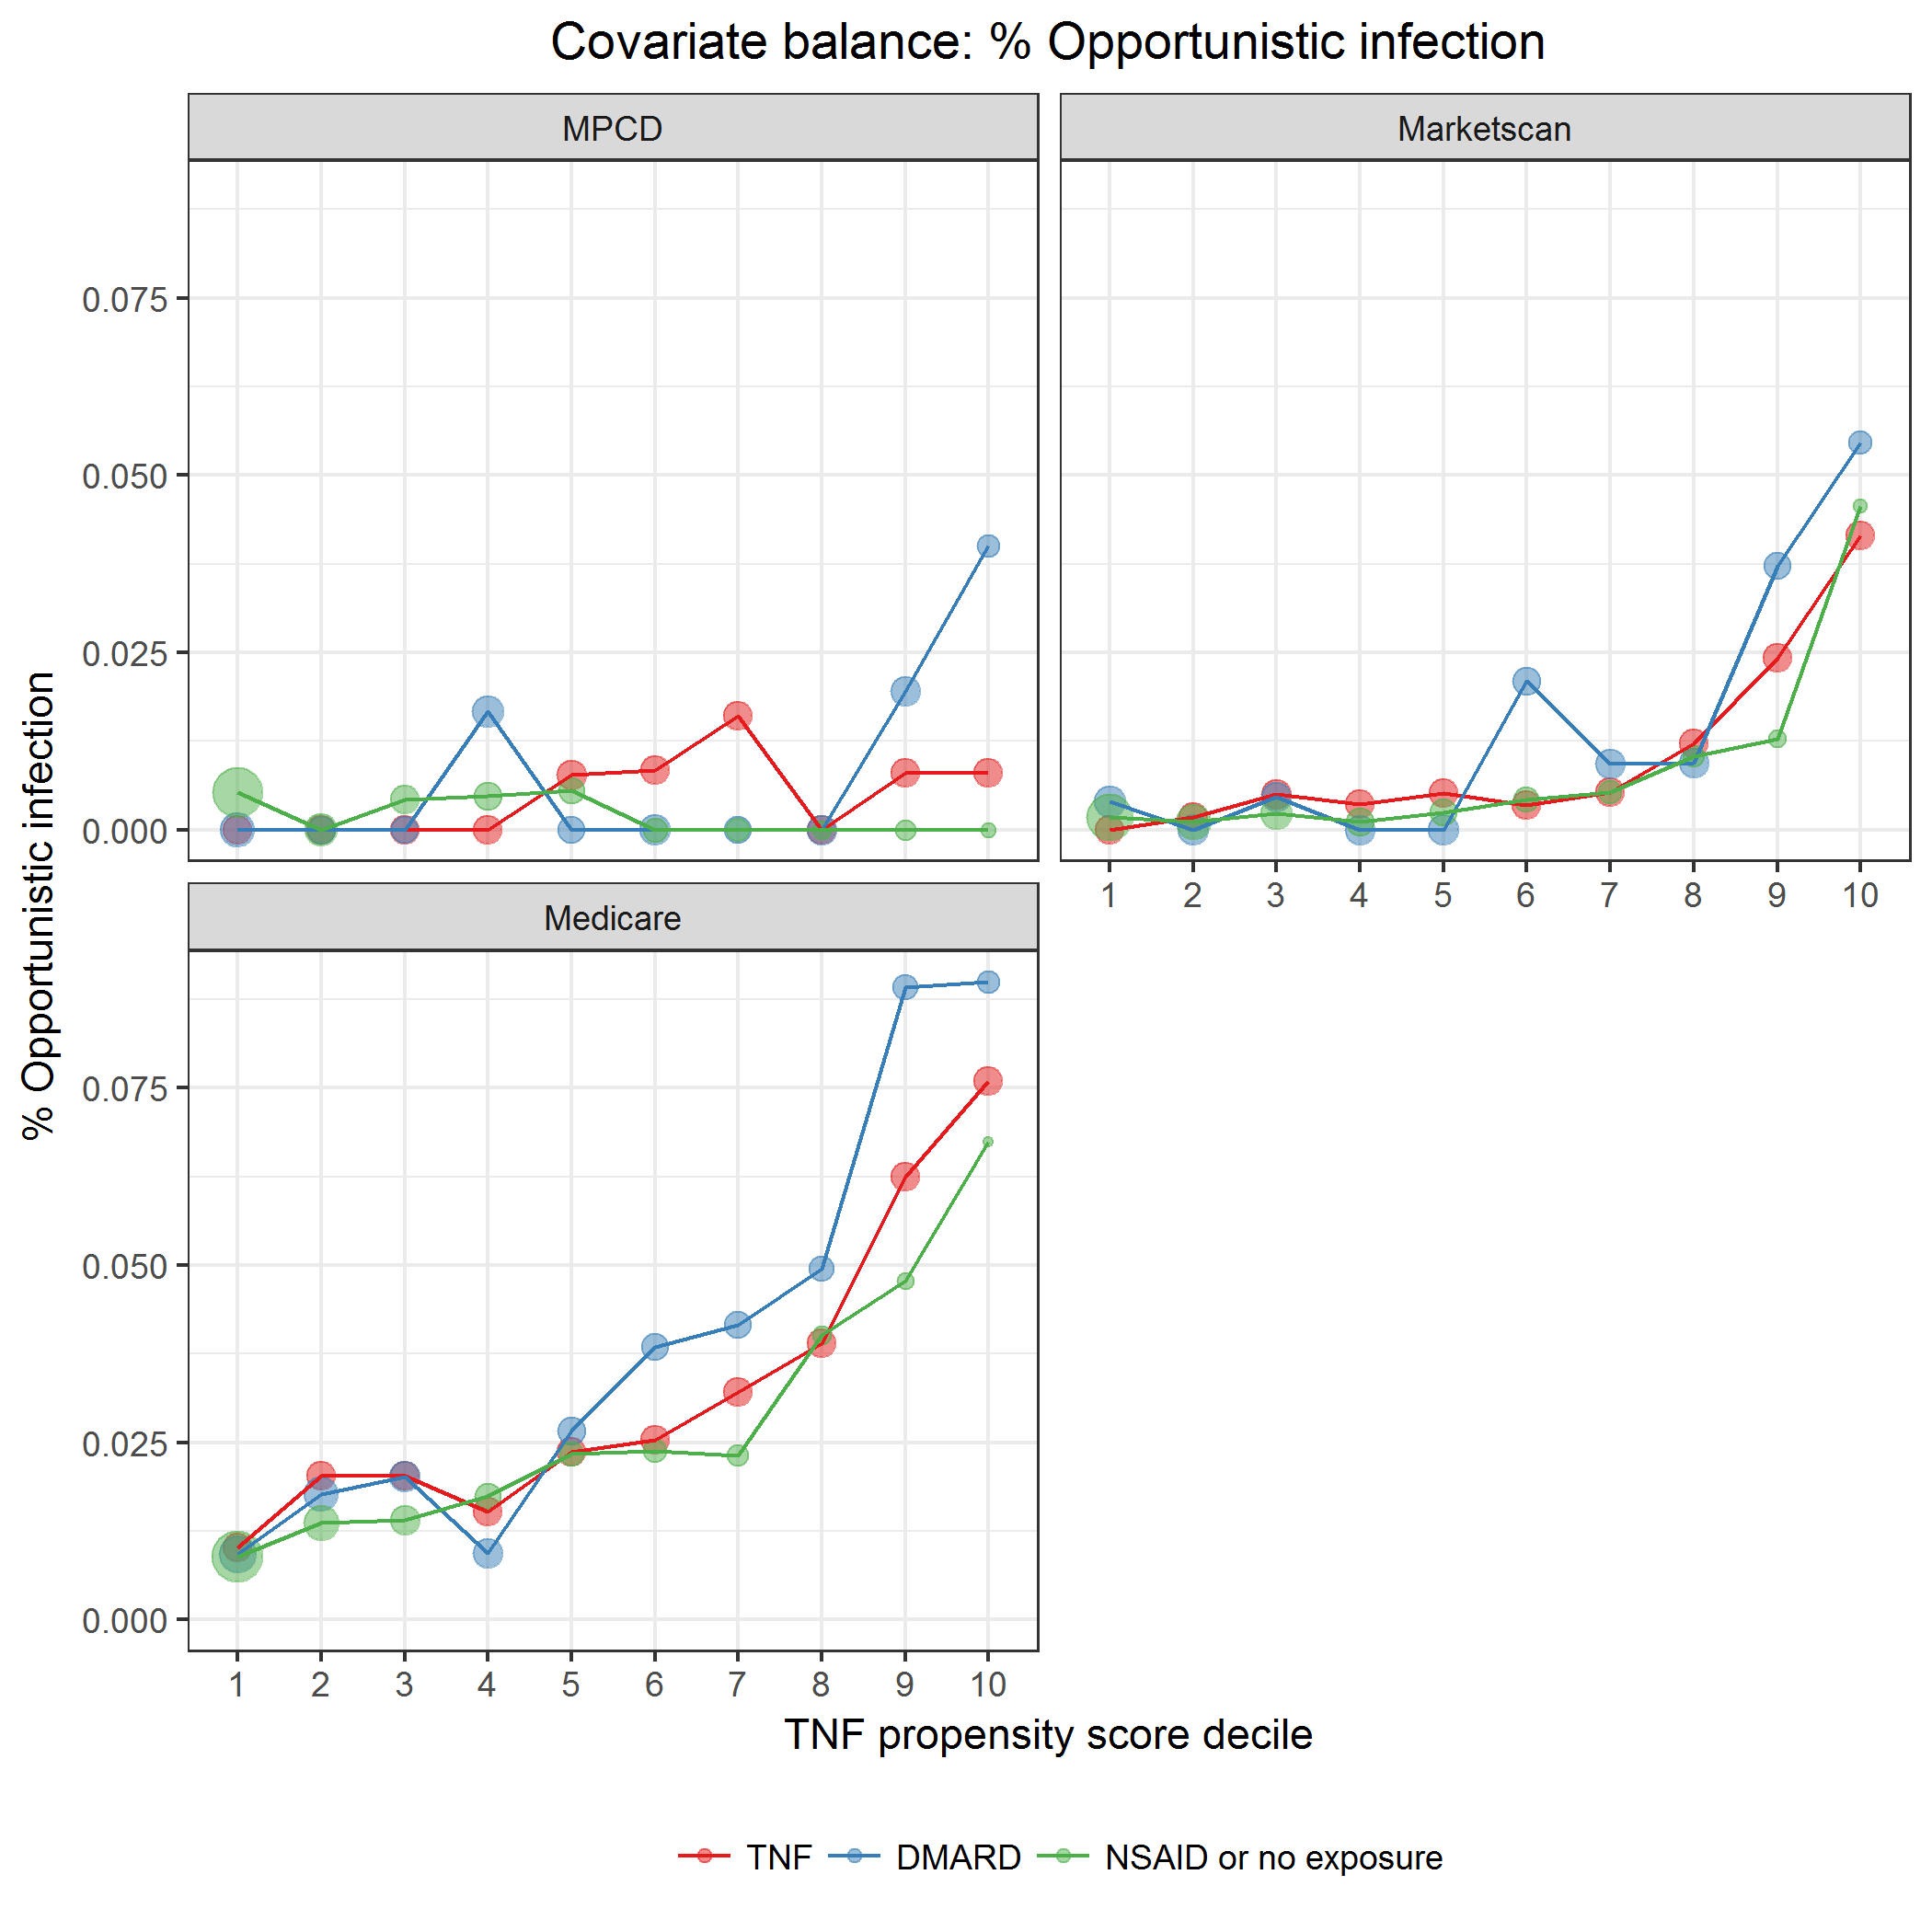 Covariate balance: % Opportunistic infection
MPCD
Marketscan
0.075
0.050
0.025
0.000
1 2 3 4 5 6 7 8 9 10
Medicare
0.075
0.050
0.025
0.000
1 2 3 4 5 6 7 8 9 10
% Opportunistic infection
TNF propensity score decile
TNF DMARD NSAID or no exposure